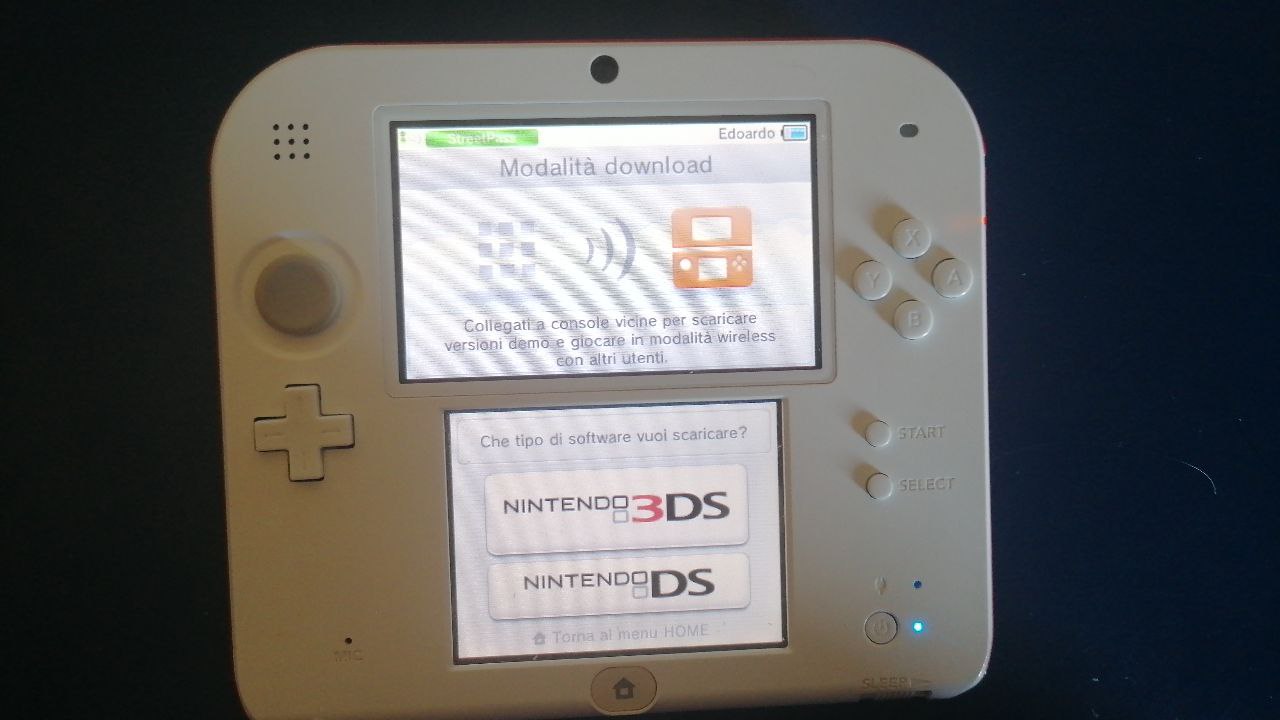 StreetPass
Edoardo
Modalità download
Collegati a console vicine per scaricare
versioni demo e giocare in modalità wireless
con altri utenti.
X
Y
A
B
Che tipo di software vuoi scaricare?
START
NINTENDO 3DS
SELECT
NINTENDO DS
Torna al menu HOME
MIC
SLEEP